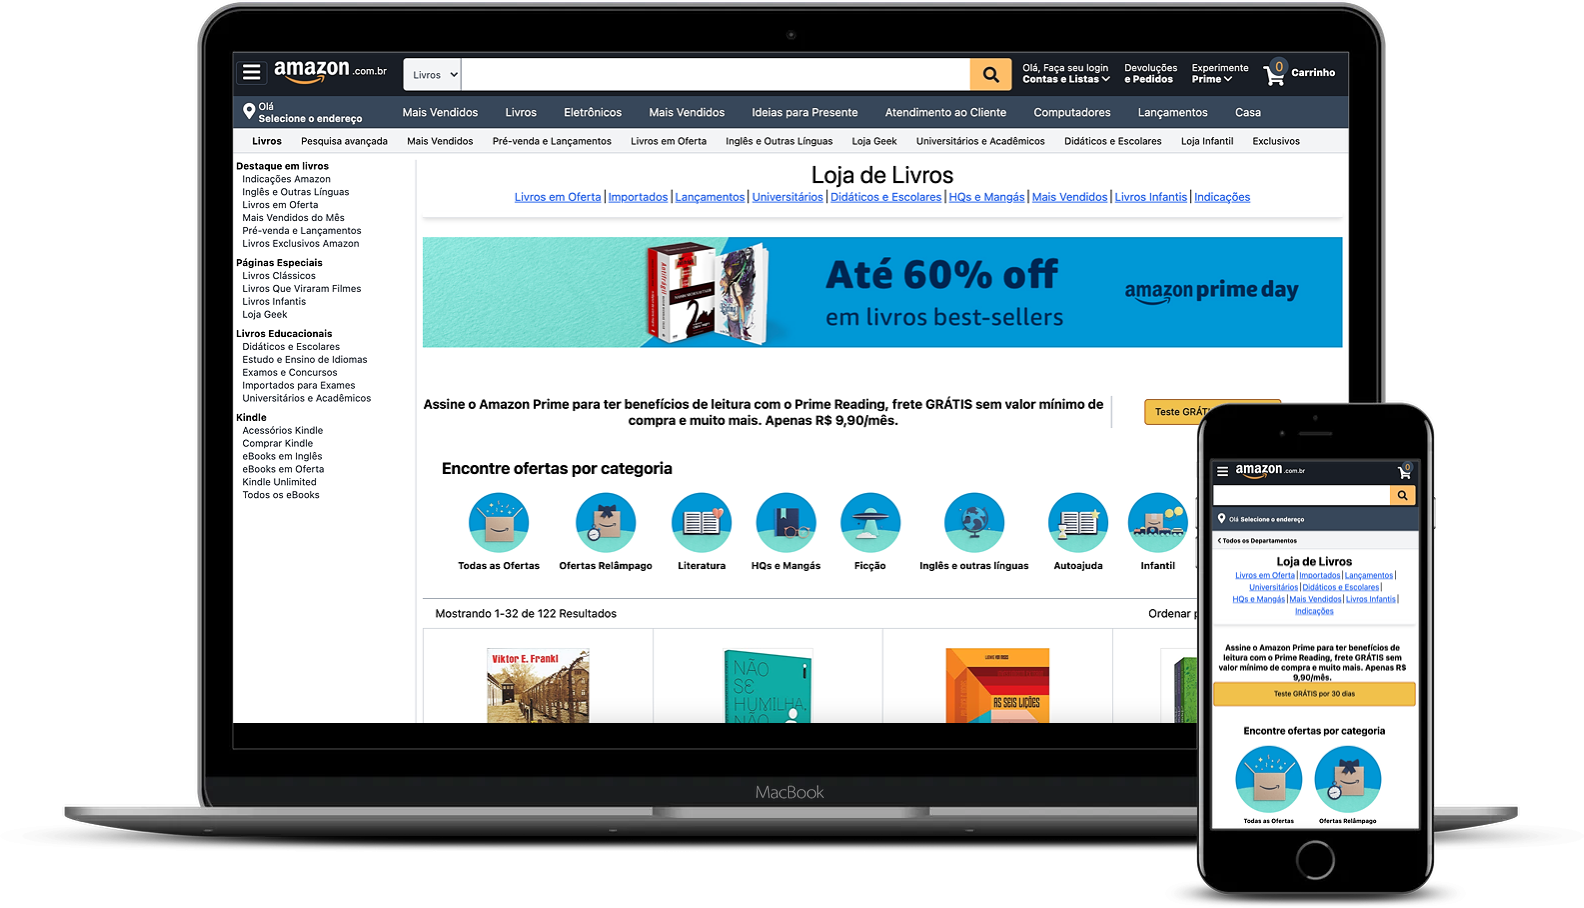 amazon.com.br
Livros
Olá, Faça seu login
Contas e Listas
Devoluções
e Pedidos
Experimente
Prime
0
Carrinho
Olá
Selecione o endereço
Mais Vendidos
Livros
Eletrônicos
Mais Vendidos
Ideias para Presente
Atendimento ao Cliente
Computadores
Lançamentos
Casa
Livros
Pesquisa avançada
Mais Vendidos
Pré-venda e Lançamentos
Livros em Oferta
Inglês e Outras Línguas
Loja Geek
Universitários e Acadêmicos
Didáticos e Escolares
Loja Infantil
Exclusivos
Destaque em livros
Indicações Amazon
Inglês e Outras Línguas
Livros em Oferta
Mais Vendidos do Mês
Pré-venda e Lançamentos
Livros Exclusivos Amazon
Páginas Especiais
Livros Clássicos
Livros Que Viraram Filmes
Livros Infantis
Loja Geek
Livros Educacionais
Didáticos e Escolares
Estudo e Ensino de Idiomas
Exames e Concursos
Importados para Exames
Universitários e Acadêmicos
Kindle
Acessórios Kindle
Comprar Kindle
eBooks em Inglês
eBooks em Oferta
Kindle Unlimited
Todos os eBooks
Loja de Livros
Livros em Oferta | Importados | Lançamentos | Universitários | Didáticos e Escolares | HQs e Mangás | Mais Vendidos | Livros Infantis | Indicações
Até 60% off
em livros best-sellers
amazon prime day
Assine o Amazon Prime para ter benefícios de leitura com o Prime Reading, frete GRÁTIS sem valor mínimo de
compra e muito mais. Apenas R$ 9,90/mês.
Teste GRÁT
Encontre ofertas por categoria
Todas as Ofertas
Ofertas Relâmpago
Literatura
HQs e Mangás
Ficção
Inglês e outras línguas
Autoajuda
Infantil
Mostrando 1-32 de 122 Resultados
Ordenar p
Viktor E. Frankl
NÃO
SE
HUMILHA,
NÃO
AS SEIS LIÇÕES
MacBook
amazon.com.br
0
Olá Selecione o endereço
Todos os Departamentos
Loja de Livros
Livros em Oferta | Importados | Lançamentos |
Universitários | Didáticos e Escolares |
HQs e Mangás | Mais Vendidos | Livros Infantis |
Indicações
Assine o Amazon Prime para ter benefícios de
leitura com o Prime Reading, frete GRÁTIS sem
valor mínimo de compra e muito mais. Apenas R$
9,90/mês.
Teste GRÁTIS por 30 dias
Encontre ofertas por categoria
Todas as Ofertas
Ofertas Relâmpago